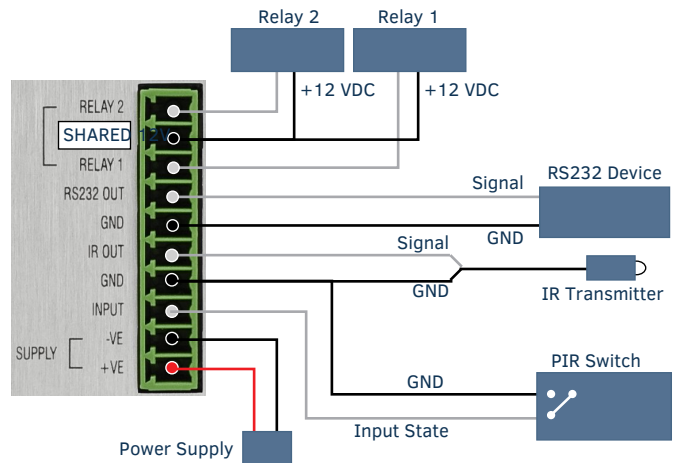 Relay 2
Relay 1
+12 VDC
+12 VDC
RELAY 2
SHARED 12V
RELAY 1
RS232 OUT
GND
IR OUT
GND
INPUT
-VE
SUPPLY
+VE
Signal
RS232 Device
GND
Signal
GND
IR Transmitter
PIR Switch
GND
Input State
Power Supply